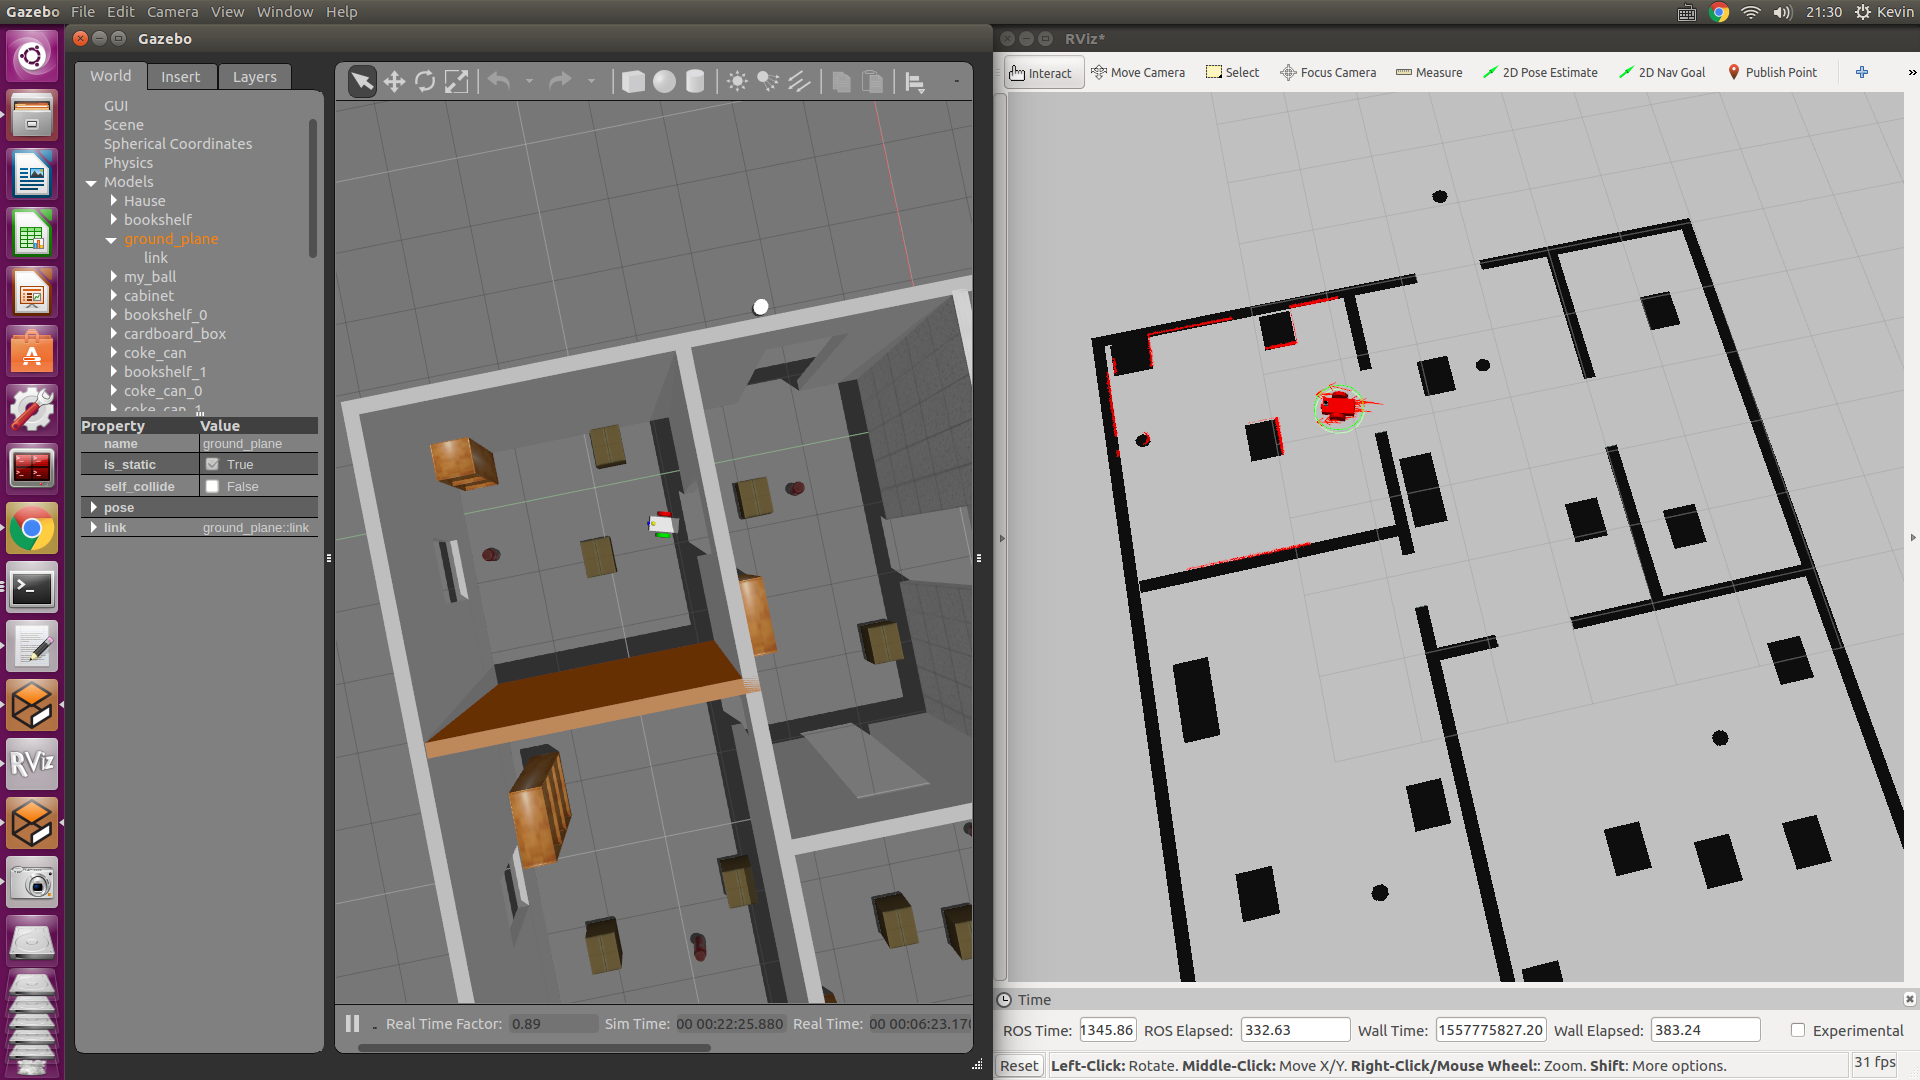 Gazebo File Edit Camera View Window Help
21:30 Kevin
Gazebo
World Insert Layers
GUI
Scene
Spherical Coordinates
Physics
Models
Hause
bookshelf
ground_plane
link
my_ball
cabinet
bookshelf_0
cardboard_box
coke_can
bookshelf_1
coke_can_0
coke_can_1
Property Value
name ground_plane
is_static True
self_collide False
pose
link ground_plane::link
Real Time Factor: 0.89 Sim Time: 00 00:22:25.880 Real Time: 00 00:06:23.170
RViz*
Interact Move Camera Select Focus Camera Measure 2D Pose Estimate 2D Nav Goal Publish Point »
Time
ROS Time: 1345.86 ROS Elapsed: 332.63 Wall Time: 1557775827.20 Wall Elapsed: 383.24 Experimental
Reset Left-Click: Rotate. Middle-Click: Move X/Y. Right-Click/Mouse Wheel:: Zoom. Shift: More options. 31 fps
RViz